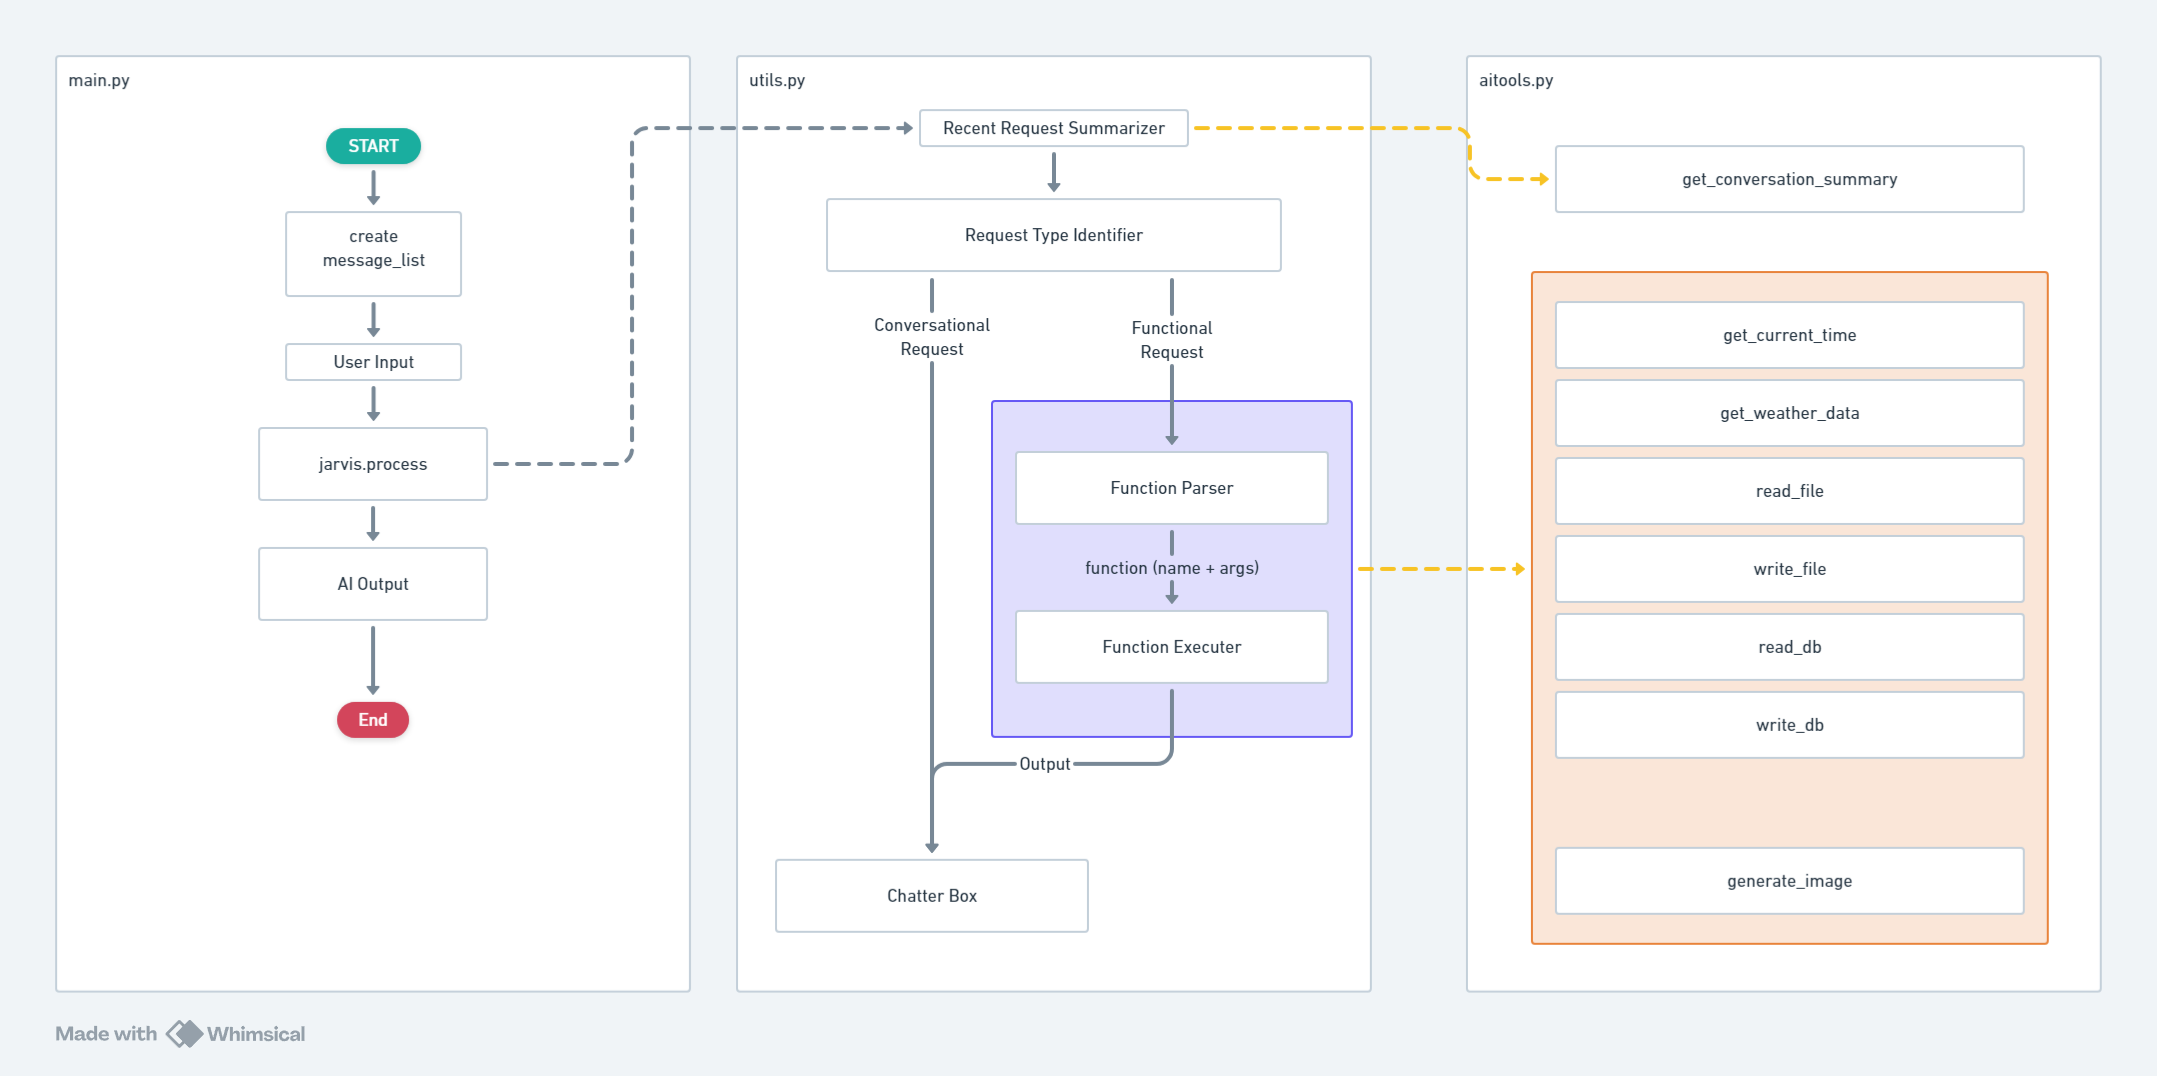 main.py
START
create
message_list
User Input
jarvis.process
AI Output
End
utils.py
Recent Request Summarizer
Request Type Identifier
Conversational
Request
Functional
Request
Function Parser
function (name + args)
Function Executer
Output
Chatter Box
aitools.py
get_conversation_summary
get_current_time
get_weather_data
read_file
write_file
read_db
write_db
generate_image
Made with Whimsical